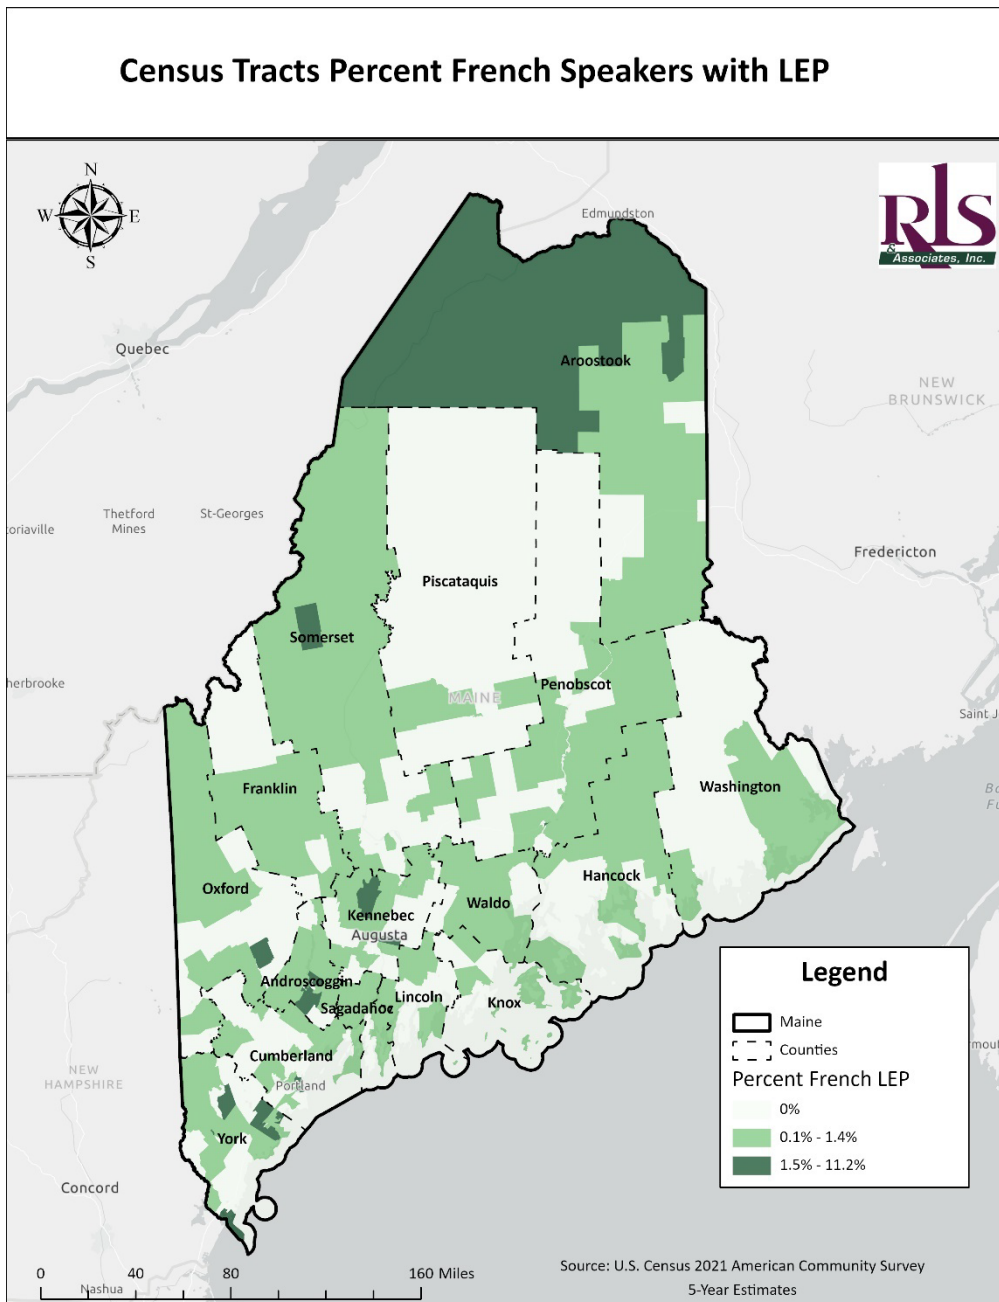 Census Tracts Percent French Speakers with LEP
N
W
E
S
RLS
& Associates, Inc.
Edmundston
Quebec
Aroostook
NEW
BRUNSWICK
Thetford
Mines
St-Georges
oriaville
Fredericton
Piscataquis
Somerset
herbrooke
Penobscot
MAINE
Saint J
Franklin
Washington
Oxford
Hancock
Waldo
Kennebec
Augusta
Androscoggin
Sagadahoc
Lincoln
Knox
Cumberland
Portland
NEW
HAMPSHIRE
York
Concord
Nashua
Legend
Maine
Counties
Percent French LEP
0%
0.1% - 1.4%
1.5% - 11.2%
0 40 80 160 Miles
Source: U.S. Census 2021 American Community Survey
5-Year Estimates